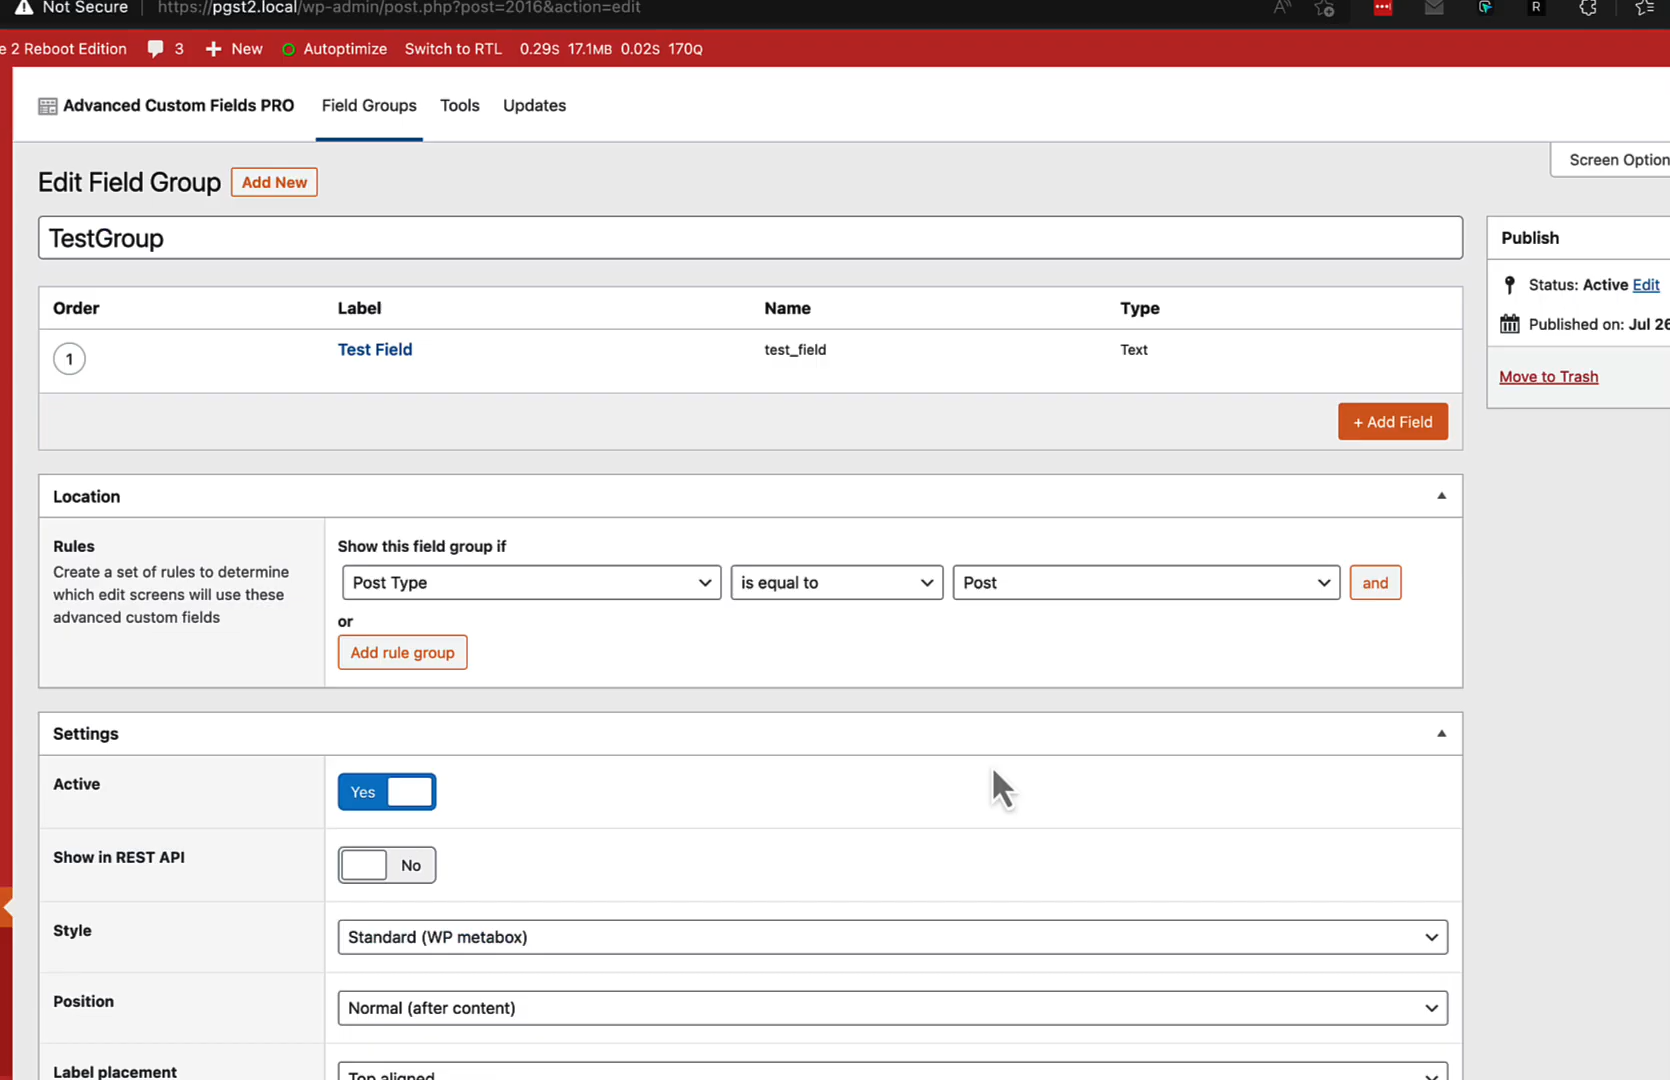 Not Secure
https://pgst2.local/wp-admin/post.php?post=2016&action=edit
e 2 Reboot Edition 3 New Autoptimize Switch to RTL 0.29S 17.1MB 0.02S 170Q
Advanced Custom Fields PRO Field Groups Tools Updates
Screen Option
Edit Field Group Add New
TestGroup
Publish
Status: Active Edit
Published on: Jul 26
Move to Trash
Order Label Name Type
1 Test Field test_field Text
+ Add Field
Location
Rules
Create a set of rules to determine
which edit screens will use these
advanced custom fields
Show this field group if
Post Type is equal to Post and
or
Add rule group
Settings
Active Yes
Show in REST API No
Style Standard (WP metabox)
Position Normal (after content)
Label placement Top aligned